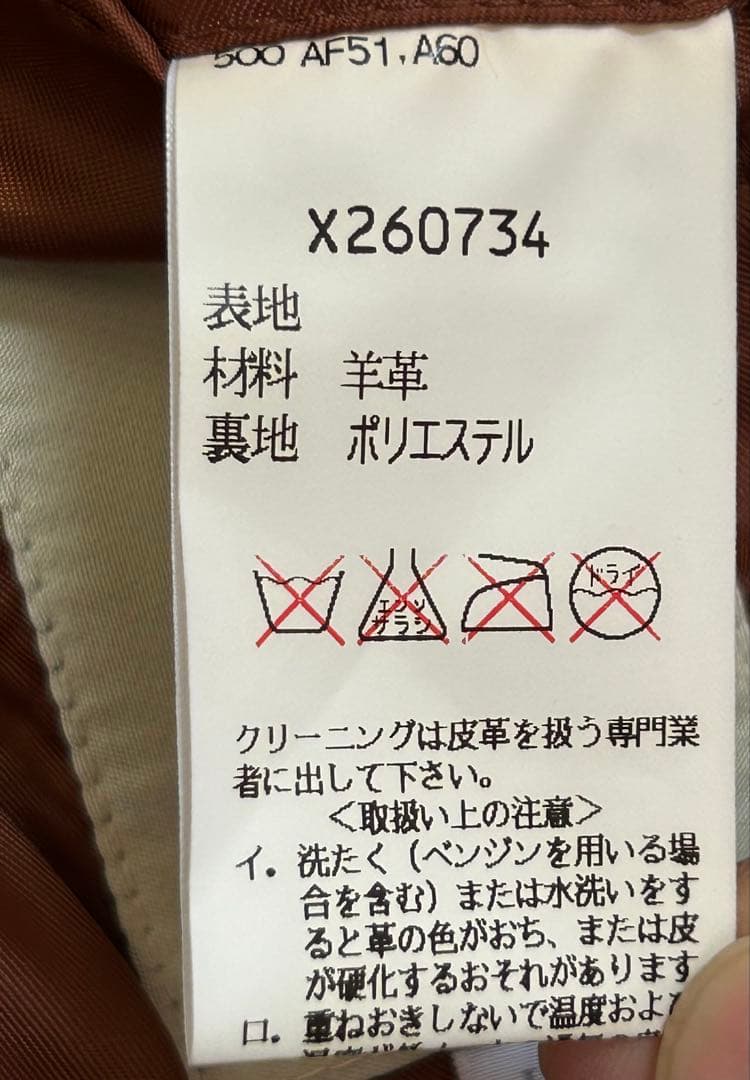 500 AF51,A60
X260734
表地
材料 羊革
裏地 ポリエステル
エンソ
サラシ
ドライ
クリーニングは皮革を扱う専門業
者に出して下さい。
<取扱い上の注意>
イ. 洗たく(ベンジンを用いる場
合を含む)または水洗いをす
ると革の色がおち、または皮
が硬化するおそれがあります
ロ. 重ねおきしないで温度およ